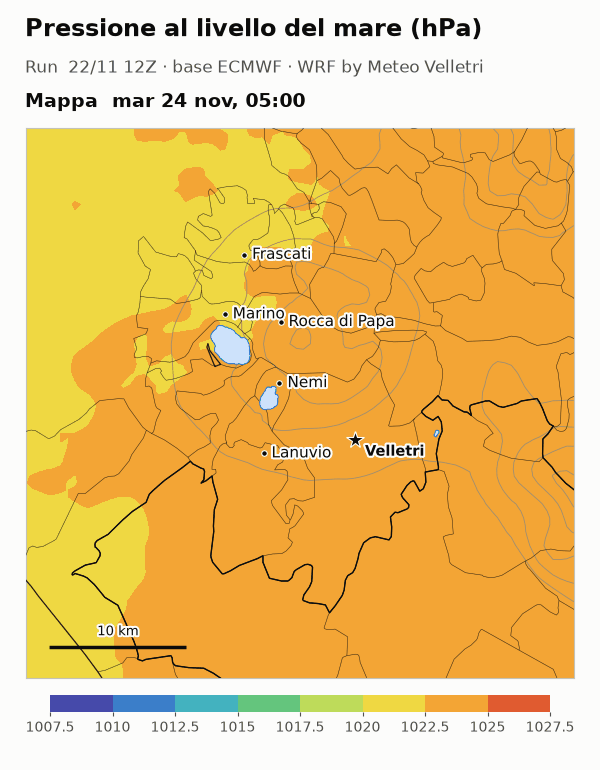 Pressione al livello del mare (hPa)
Run  22/11 12Z · base ECMWF · WRF by Meteo Velletri
Mappa  mar 24 nov, 05:00
Frascati
Marino
Rocca di Papa
Nemi
Velletri
Lanuvio
10 km
1007.5 1010 1012.5 1015 1017.5 1020 1022.5 1025 1027.5